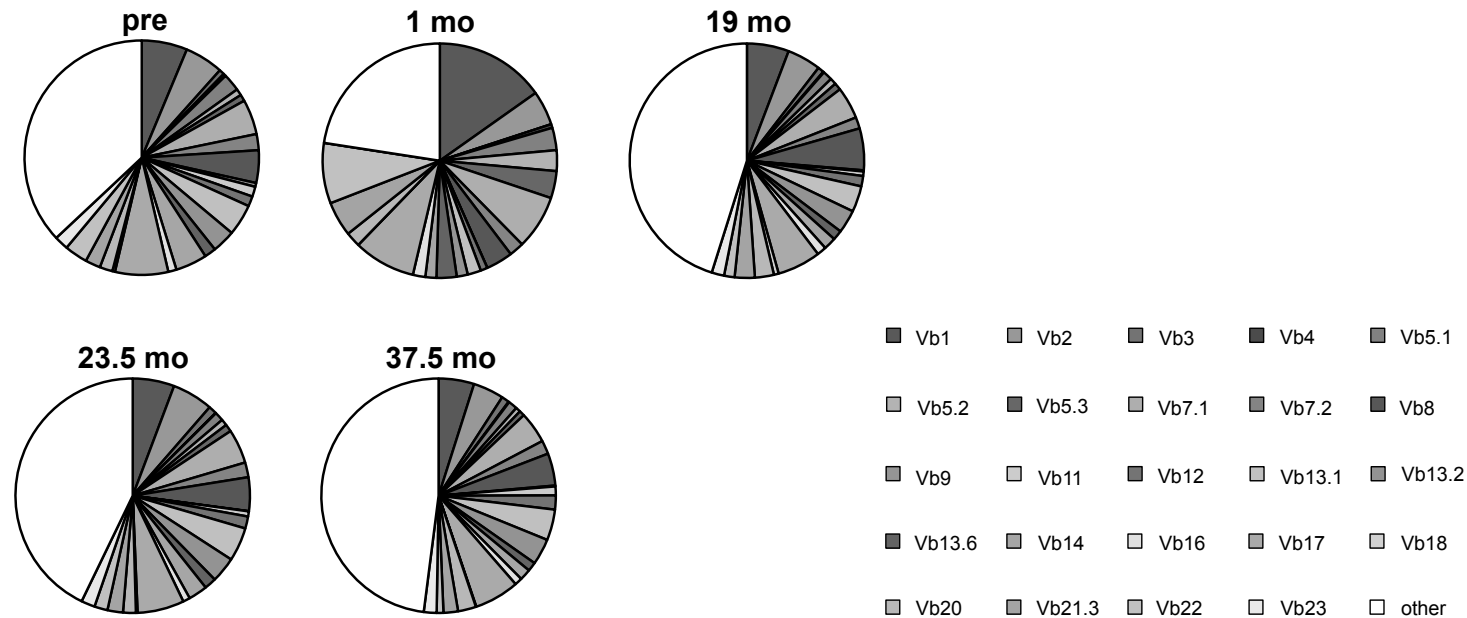 pre 1 mo 19 mo
23.5 mo 37.5 mo
Vb1 Vb2 Vb3 Vb4 Vb5.1
Vb5.2 Vb5.3 Vb7.1 Vb7.2 Vb8
Vb9 Vb11 Vb12 Vb13.1 Vb13.2
Vb13.6 Vb14 Vb16 Vb17 Vb18
Vb20 Vb21.3 Vb22 Vb23 other